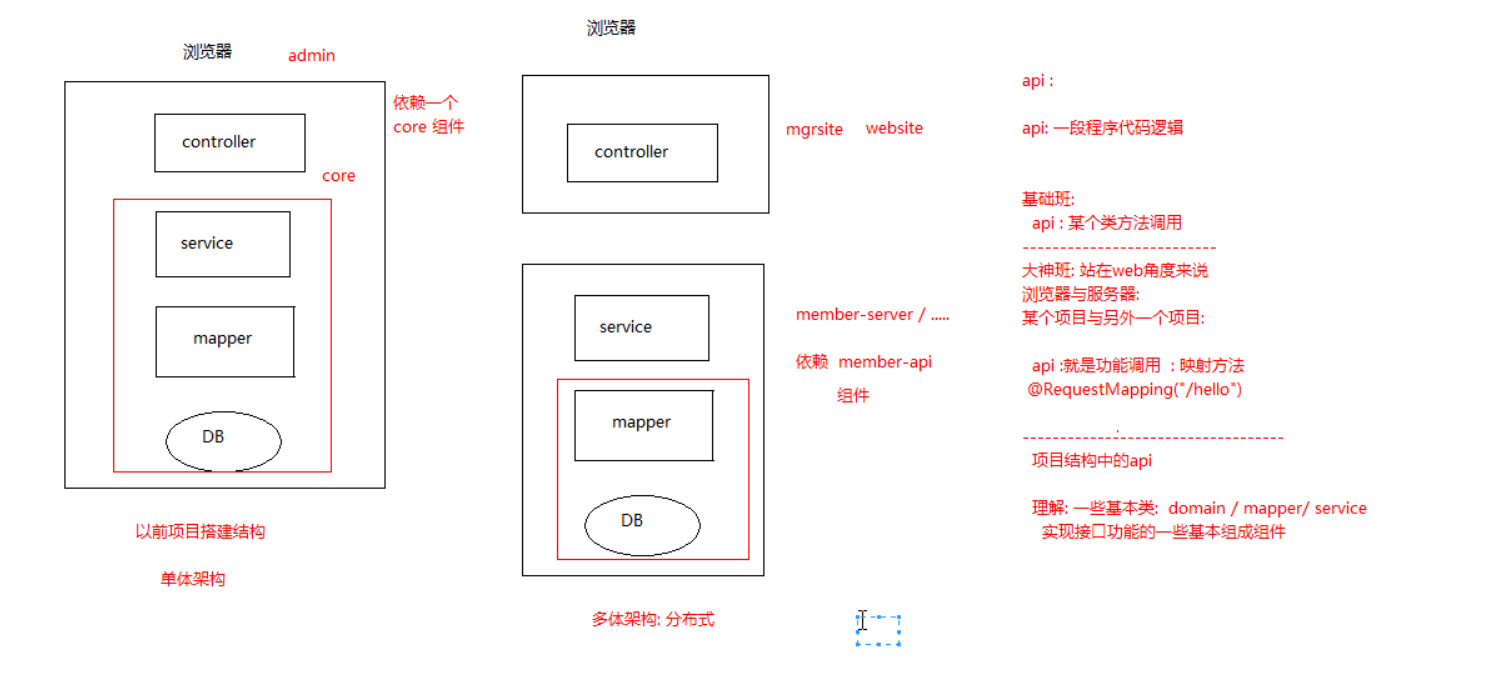 浏览器
admin
依赖一个
core 组件
controller
core
service
mapper
DB
以前项目搭建结构
单体架构
浏览器
controller
mgrsite website
service
member-server / .....
依赖 member-api
组件
mapper
DB
多体架构: 分布式
api :
api: 一段程序代码逻辑
基础班:
api : 某个类方法调用
--------------------------
大神班: 站在web角度来说
浏览器与服务器:
某个项目与另外一个项目:
api :就是功能调用 : 映射方法
@RequestMapping("/hello")
-----------------------------------
项目结构中的api
理解: 一些基本类: domain / mapper/ service
实现接口功能的一些基本组成组件